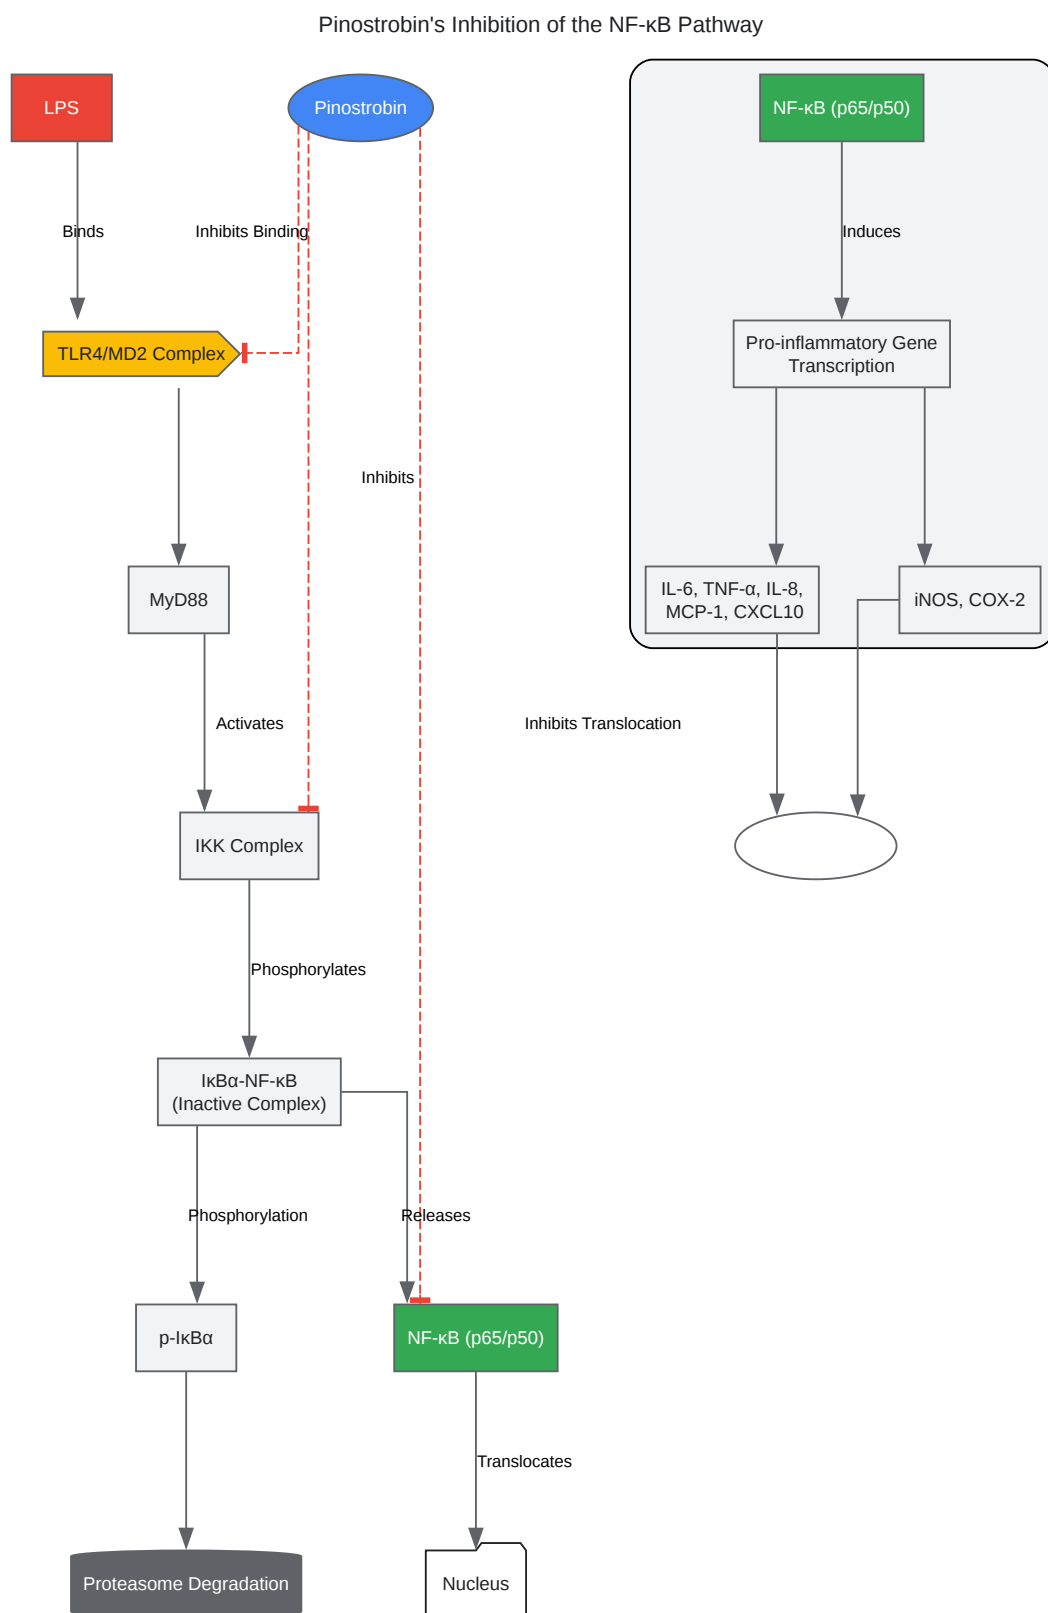 Pinostrobin's Inhibition of the NF-κB Pathway
LPS
Pinostrobin
NF-κB (p65/p50)
Binds
Inhibits Binding
Induces
TLR4/MD2 Complex
Pro-inflammatory Gene
Transcription
Inhibits
MyD88
IL-6, TNF-α, IL-8,
MCP-1, CXCL10
iNOS, COX-2
Activates
Inhibits Translocation
IKK Complex
Phosphorylates
IκBα-NF-κB
(Inactive Complex)
Phosphorylation
Releases
p-IκBα
NF-κB (p65/p50)
Translocates
Proteasome Degradation
Nucleus